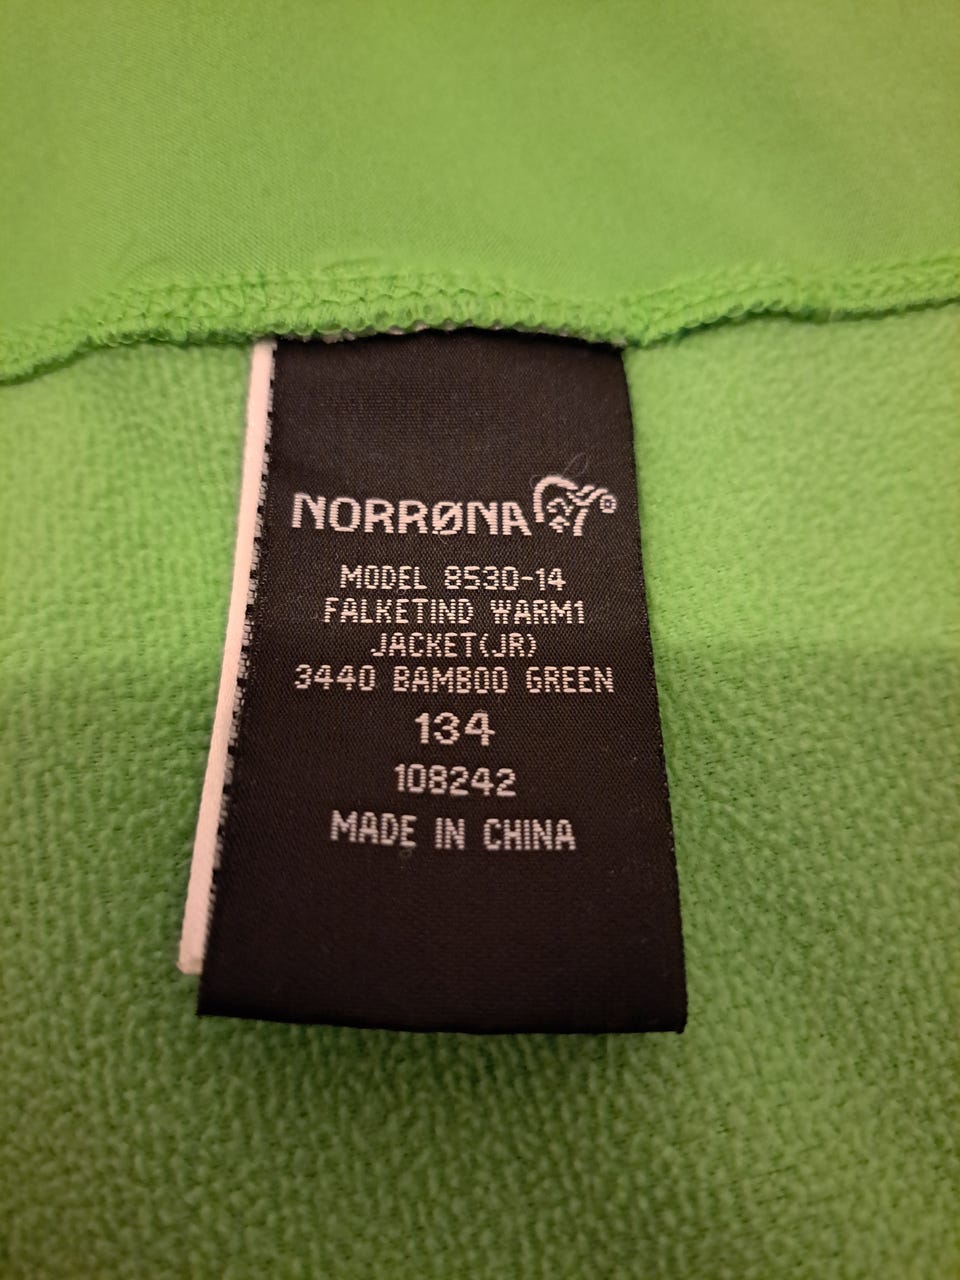 NORRØNA®
MODEL 8530-14
FALKETIND WARM1
JACKET(JR)
3440 BAMBOO GREEN
134
108242
MADE IN CHINA